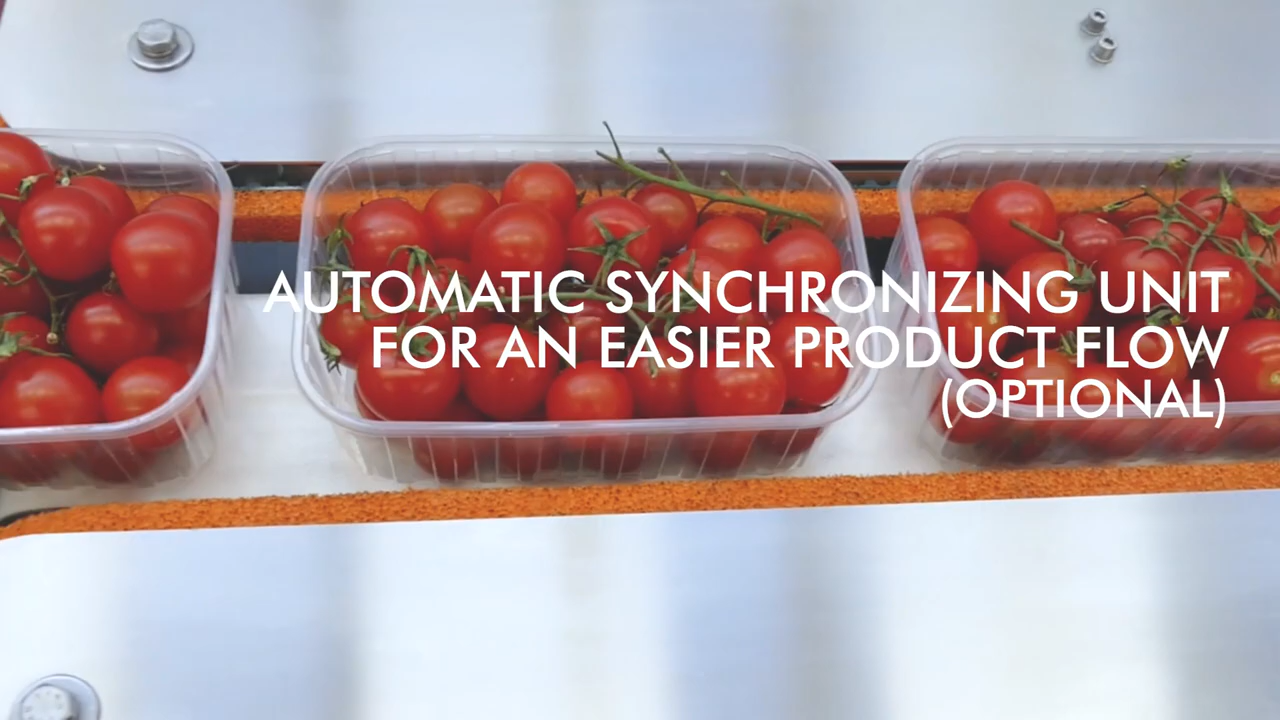 AUTOMATIC SYNCHRONIZING UNIT
FOR AN EASIER PRODUCT FLOW
(OPTIONAL)